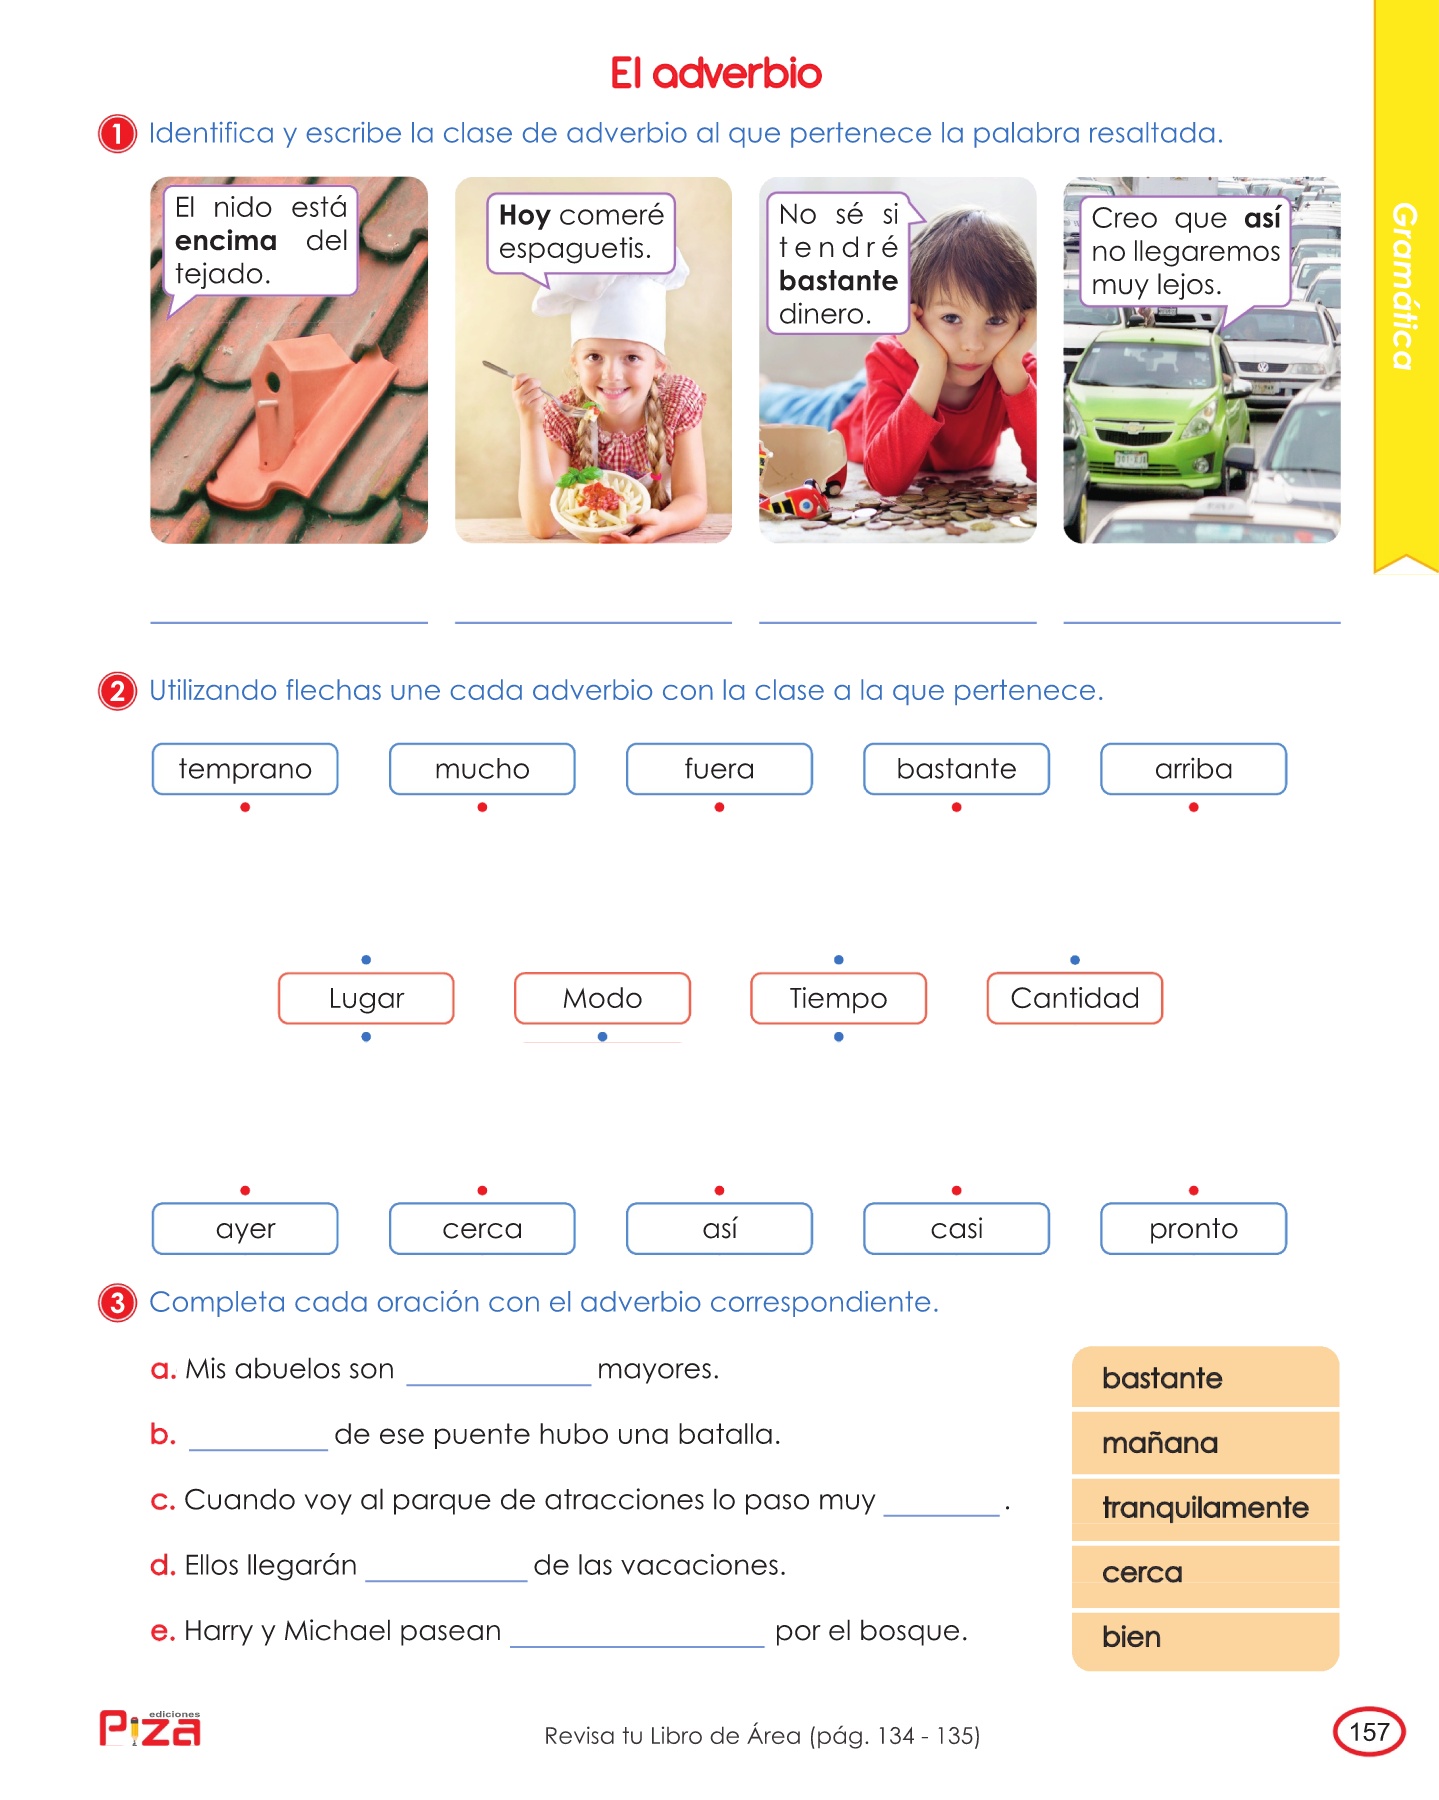 El adverbio
1 Identifica y escribe la clase de adverbio al que pertenece la palabra resaltada.
El nido está
encima del
tejado.
Hoy comeré
espaguetis.
No sé si
tendré
bastante
dinero.
Creo que así
no llegaremos
muy lejos.
Gramática
2 Utilizando flechas une cada adverbio con la clase a la que pertenece.
temprano mucho fuera bastante arriba
Lugar Modo Tiempo Cantidad
ayer cerca así casi pronto
3 Completa cada oración con el adverbio correspondiente.
a. Mis abuelos son ____________ mayores.
b. _________ de ese puente hubo una batalla.
c. Cuando voy al parque de atracciones lo paso muy ________ .
d. Ellos llegarán ___________ de las vacaciones.
e. Harry y Michael pasean _________________ por el bosque.
bastante
mañana
tranquilamente
cerca
bien
ediciones
Piza
Revisa tu Libro de Área (pág. 134 - 135)
157